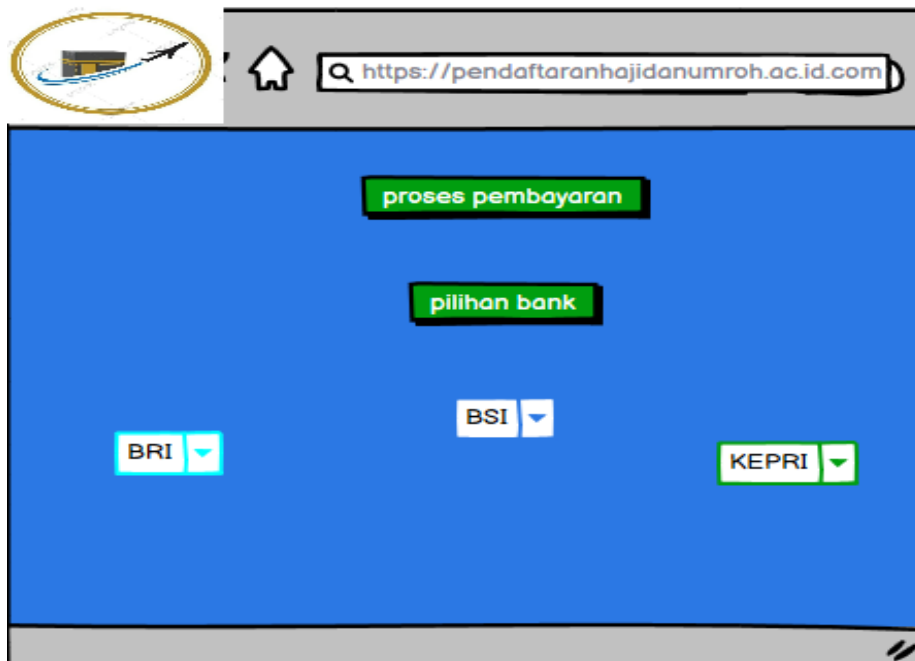 https://pendaftaranhajidanumroh.ac.id.com
proses pembayaran
pilihan bank
BRI
BSI
KEPRI